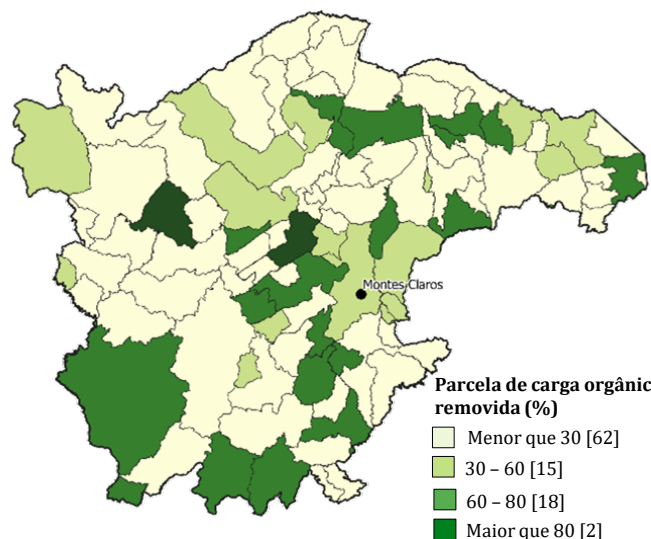 Montes Claros
Parcela de carga orgânic
removida (%)
Menor que 30 [62]
30 – 60 [15]
60 – 80 [18]
Maior que 80 [2]